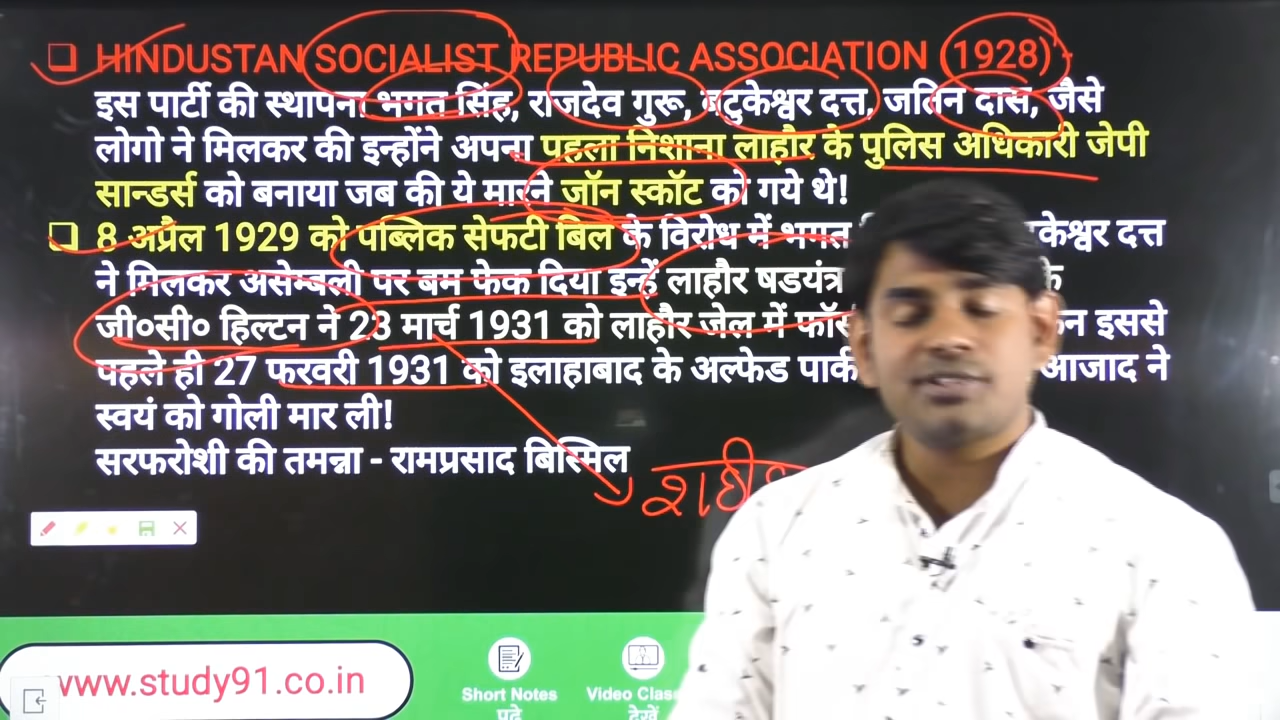 HINDUSTAN SOCIALIST REPUBLIC ASSOCIATION (1928) -
इस पार्टी की स्थापना भगत सिंह, राजदेव गुरू, बटुकेश्वर दत्त, जतिन दास, जैसे
लोगो ने मिलकर की इन्होंने अपना पहला निशाना लाहौर के पुलिस अधिकारी जेपी
सान्डर्स को बनाया जब की ये मारने जॉन स्कॉट को गये थे!
8 अप्रैल 1929 को पब्लिक सेफटी बिल के विरोध में भगत दत्त
ने मिलकर असेम्बली पर बम फेक दिया इन्हें लाहौर षडयंत्र के
जी०सी० हिल्टन ने 23 मार्च 1931 को लाहौर जेल में इससे
पहले ही 27 फरवरी 1931 को इलाहाबाद के अल्फेड पार्क आजाद ने
स्वयं को गोली मार ली!
सरफरोशी की तमन्ना - रामप्रसाद बिस्मिल
www.study91.co.in
Short Notes
पढ़े
Video Class
देखें